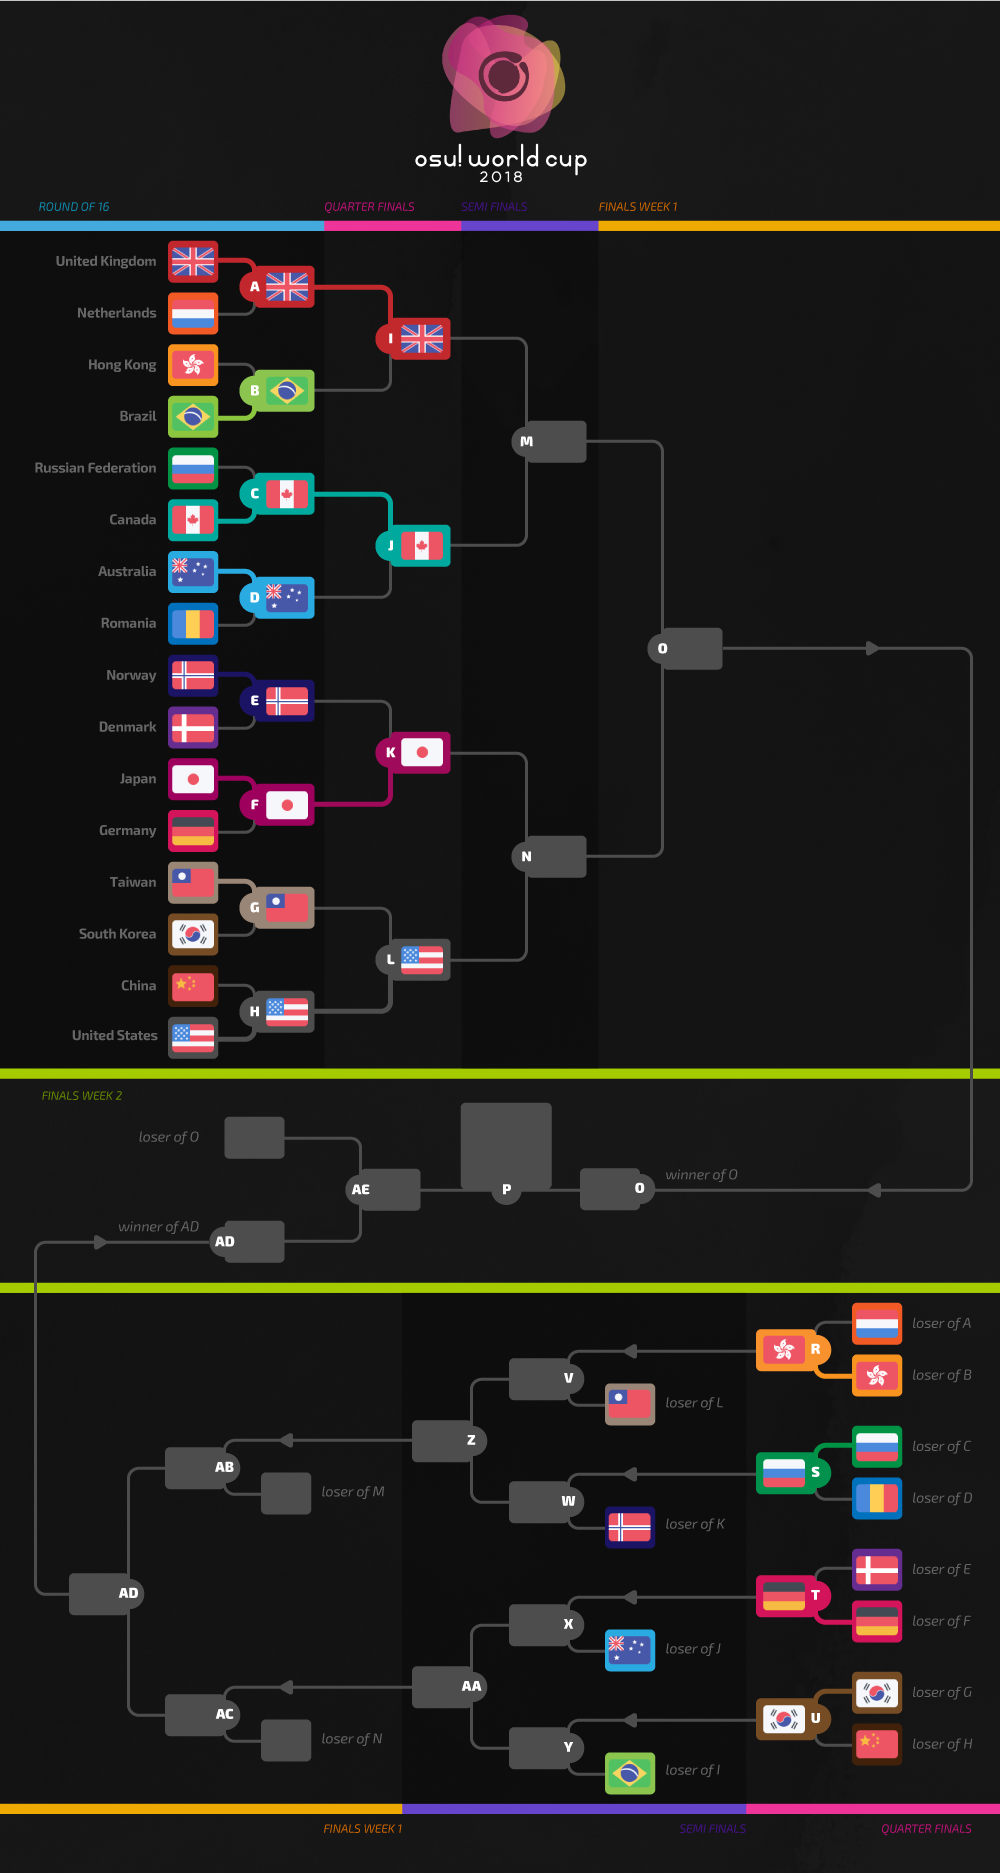 osu! world cup
2018
ROUND OF 16
QUARTER FINALS
SEMI FINALS
FINALS WEEK 1
United Kingdom
A
Netherlands
I
Hong Kong
B
Brazil
M
Russian Federation
C
Canada
J
Australia
D
Romania
O
Norway
E
Denmark
K
Japan
F
Germany
N
Taiwan
G
South Korea
L
China
H
United States
FINALS WEEK 2
loser of O
AE
P
O
winner of O
winner of AD
AD
loser of A
R
loser of B
V
loser of L
Z
loser of C
S
loser of D
AB
loser of M
W
loser of K
loser of E
T
loser of F
AD
X
loser of J
AA
loser of G
U
loser of H
AC
loser of N
Y
loser of I
FINALS WEEK 1
SEMI FINALS
QUARTER FINALS